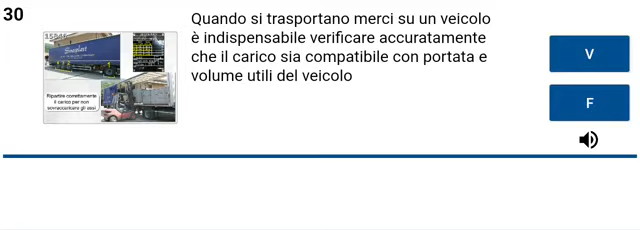 30
Quando si trasportano merci su un veicolo
è indispensabile verificare accuratamente
che il carico sia compatibile con portata e
volume utili del veicolo
Ripartire correttamente
il carico per non
sovraccaricare gli assi
V
F